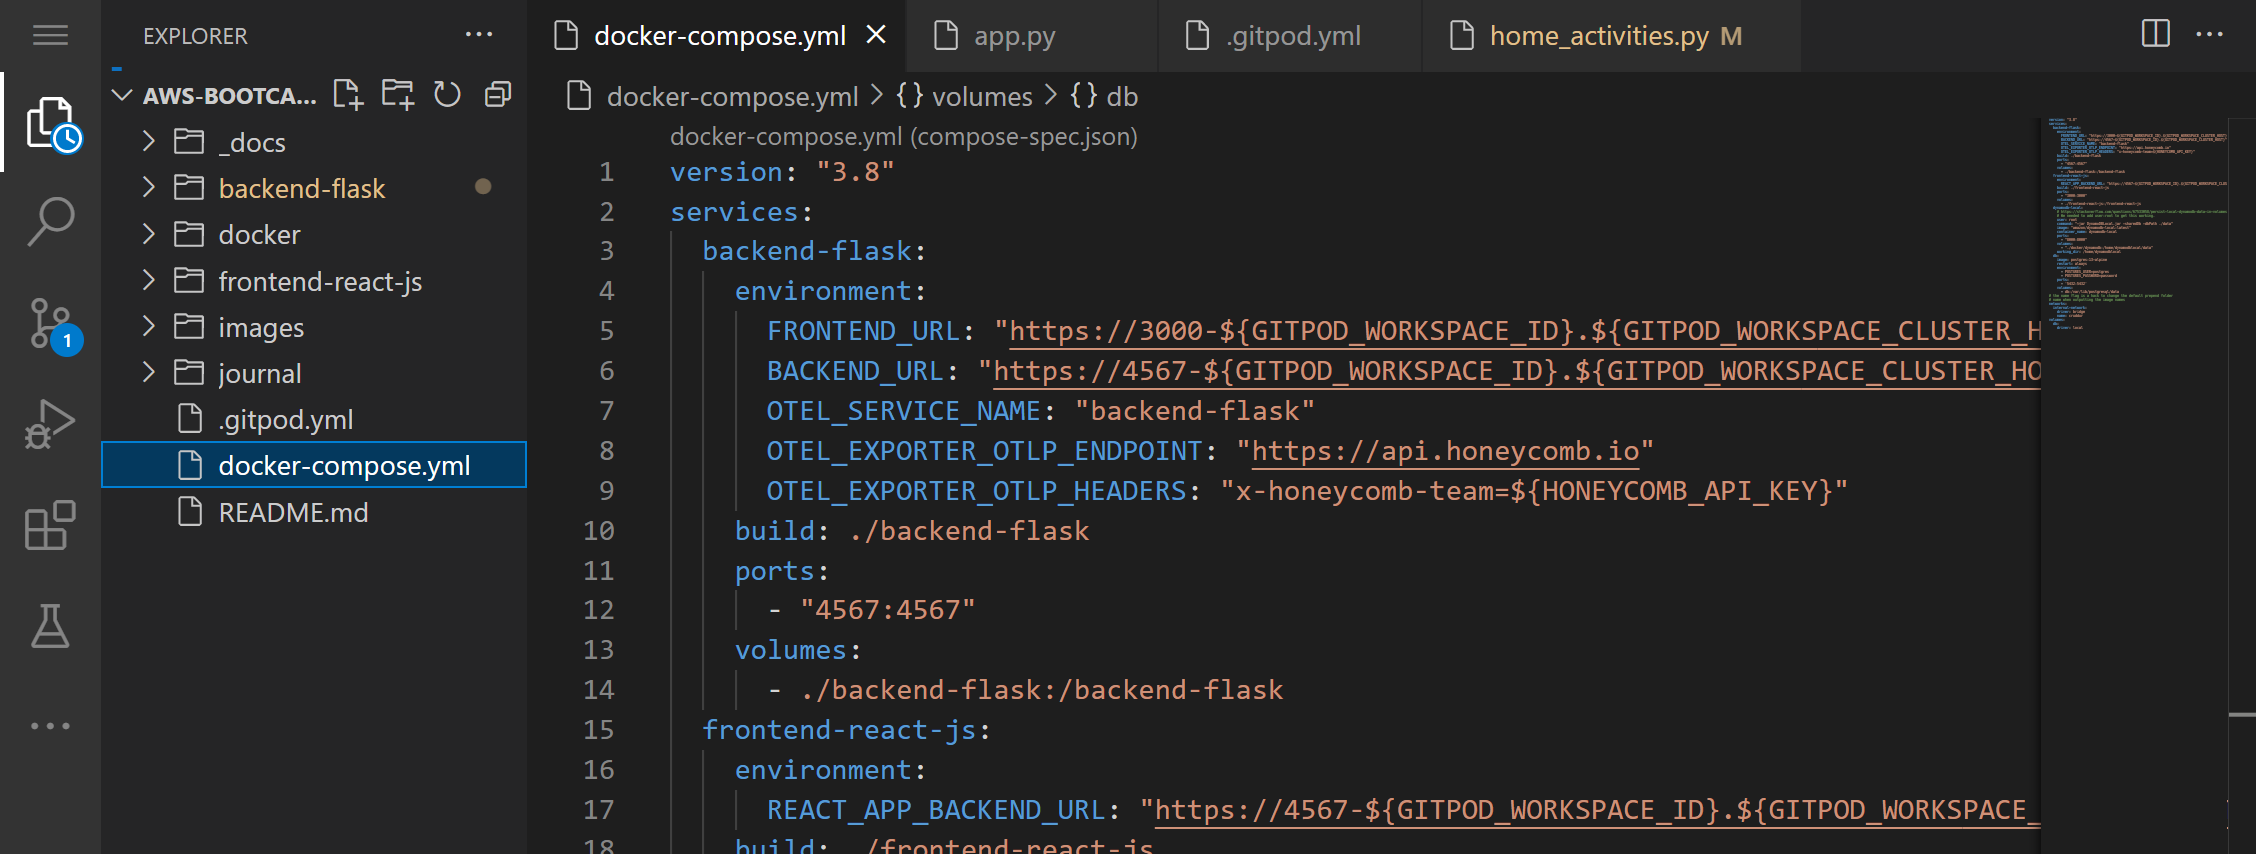 EXPLORER
AWS-BOOTCA...
_docs
backend-flask
docker
frontend-react-js
images
journal
.gitpod.yml
docker-compose.yml
README.md
1
docker-compose.yml
app.py
.gitpod.yml
home_activities.py M
docker-compose.yml > {} volumes > {} db
docker-compose.yml (compose-spec.json)
1 version: "3.8"
2 services:
3 backend-flask:
4 environment:
5 FRONTEND_URL: "https://3000-${GITPOD_WORKSPACE_ID}.${GITPOD_WORKSPACE_CLUSTER_H
6 BACKEND_URL: "https://4567-${GITPOD_WORKSPACE_ID}.${GITPOD_WORKSPACE_CLUSTER_HO
7 OTEL_SERVICE_NAME: "backend-flask"
8 OTEL_EXPORTER_OTLP_ENDPOINT: "https://api.honeycomb.io"
9 OTEL_EXPORTER_OTLP_HEADERS: "x-honeycomb-team=${HONEYCOMB_API_KEY}"
10 build: ./backend-flask
11 ports:
12 - "4567:4567"
13 volumes:
14 - ./backend-flask:/backend-flask
15 frontend-react-js:
16 environment:
17 REACT_APP_BACKEND_URL: "https://4567-${GITPOD_WORKSPACE_ID}.${GITPOD_WORKSPACE_
18 build: ./frontend-react-js